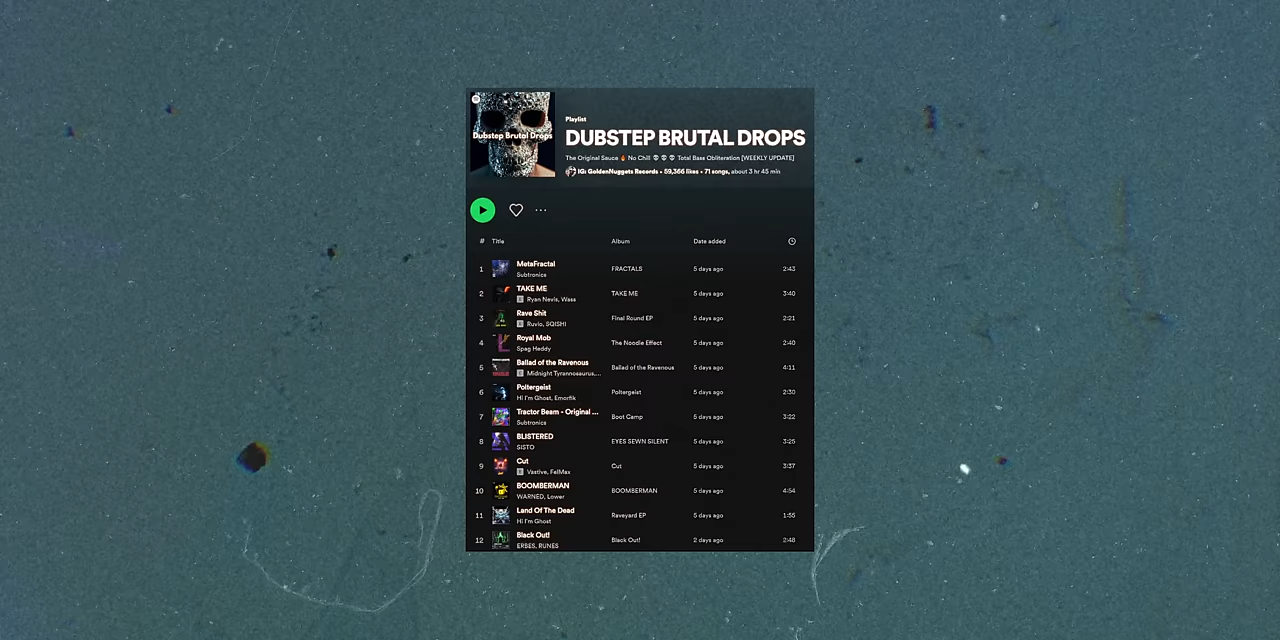 Dubstep Brutal Drops
Playlist
DUBSTEP BRUTAL DROPS
The Original Sauce 🔥 No Chill 💀 💀 💀 Total Bass Obliteration [WEEKLY UPDATE]
IG: GoldenNuggets Records • 59,366 likes • 71 songs, about 3 hr 45 min
# Title Album Date added
1 MetaFractal FRACTALS 5 days ago 2:43
Subtronics
2 TAKE ME TAKE ME 5 days ago 3:40
E Ryan Nevis, Wass
3 Rave Shit Final Round EP 5 days ago 2:21
E Ruvio, SQISHI
4 Royal Mob The Noodle Effect 5 days ago 2:40
Spag Heddy
5 Ballad of the Ravenous Ballad of the Ravenous 5 days ago 4:11
E Midnight Tyrannosaurus,...
6 Poltergeist Poltergeist 5 days ago 2:30
Hi I'm Ghost, Emorfik
7 Tractor Beam - Original ... Boot Camp 5 days ago 3:22
Subtronics
8 BLISTERED EYES SEWN SILENT 5 days ago 3:25
SISTO
9 Cut Cut 5 days ago 3:37
E Vastive, FelMax
10 BOOMBERMAN BOOMBERMAN 5 days ago 4:54
WARNED, Lower
11 Land Of The Dead Raveyard EP 5 days ago 1:55
Hi I'm Ghost
12 Black Out! Black Out! 2 days ago 2:48
ERBES, RUNES